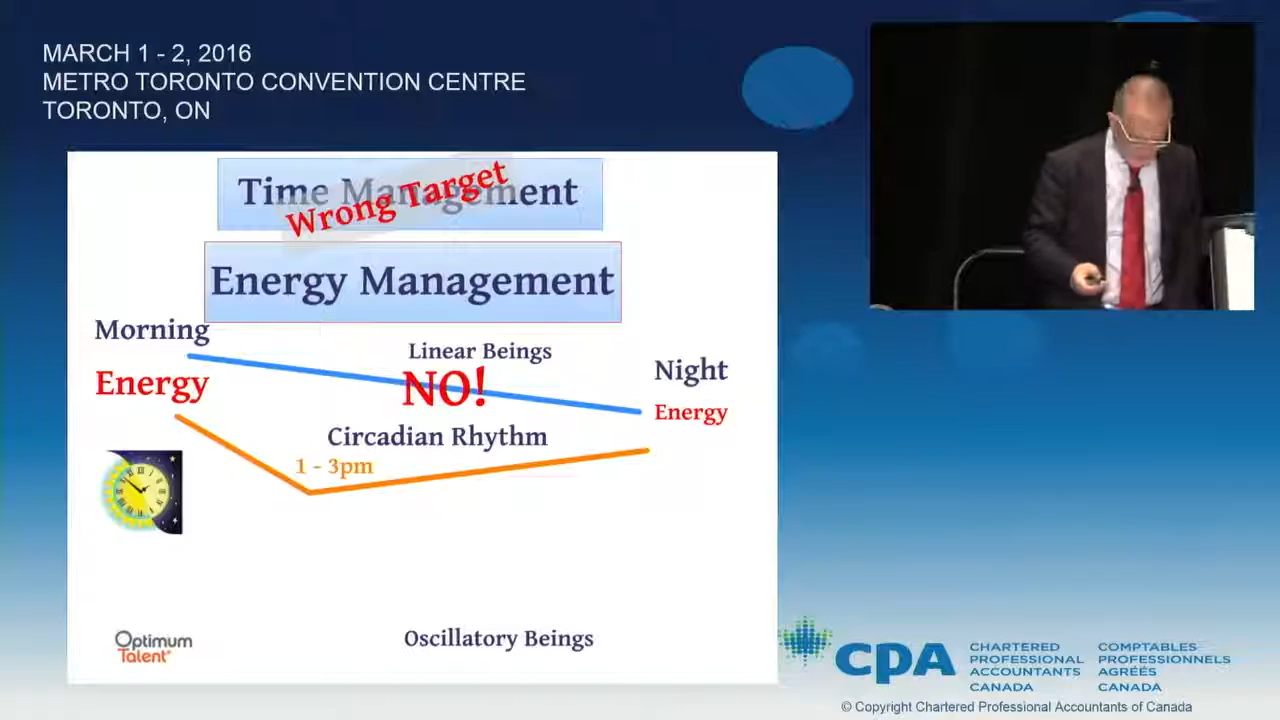 MARCH 1 - 2, 2016
METRO TORONTO CONVENTION CENTRE
TORONTO, ON
Time Management
Wrong Target
Energy Management
Morning
Linear Beings
Night
Energy
NO!
Energy
Circadian Rhythm
1 - 3pm
Optimum
Talent
Oscillatory Beings
CPA
CHARTERED
PROFESSIONAL
ACCOUNTANTS
CANADA
COMPTABLES
PROFESSIONNELS
AGRÉÉS
CANADA
© Copyright Chartered Professional Accountants of Canada